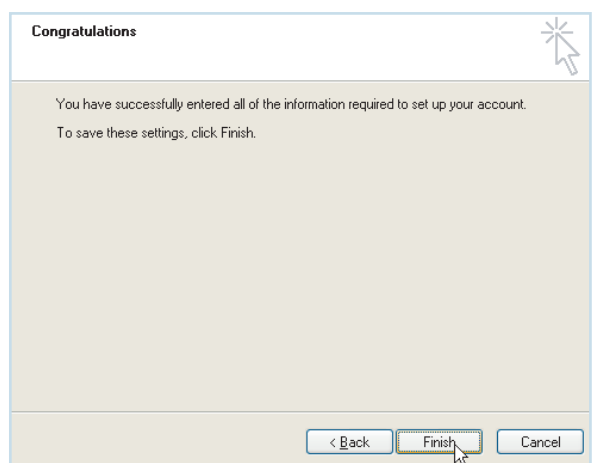 Congratulations
You have successfully entered all of the information required to set up your account.
To save these settings, click Finish.
< Back
Finish
Cancel